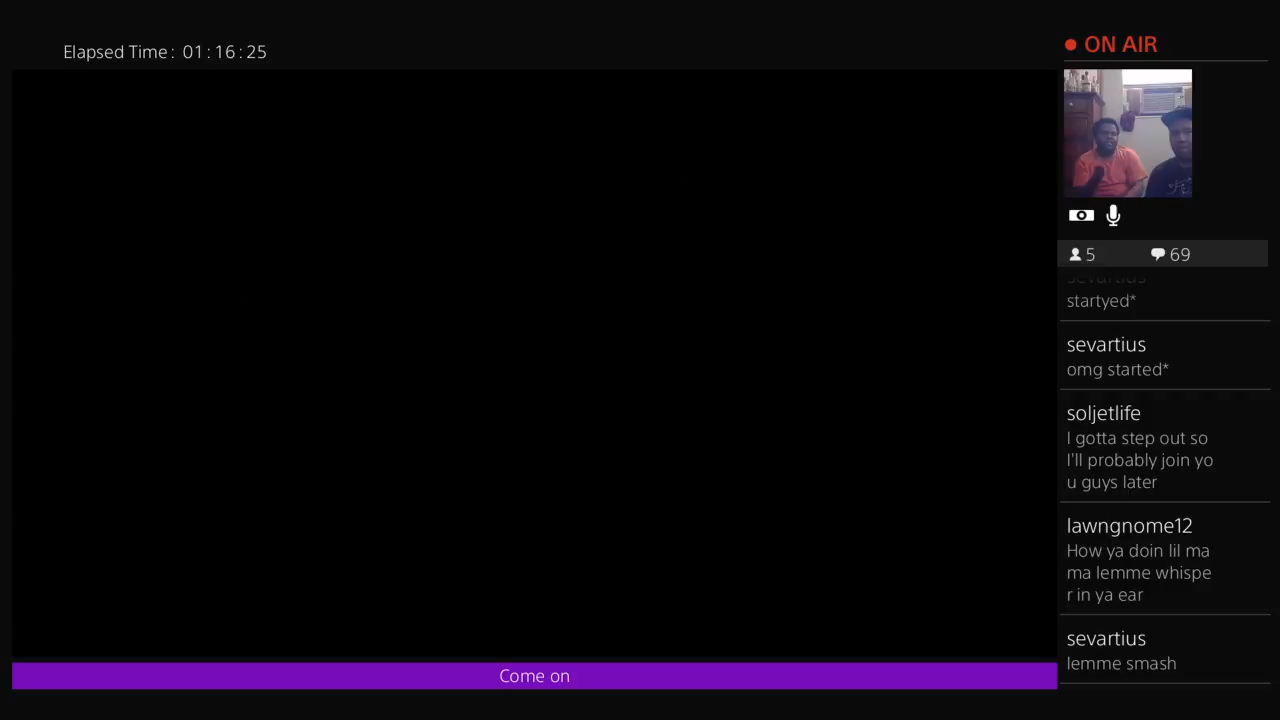 Elapsed Time: 01:16:25
ON AIR
5 69
sevartius
startyed*
sevartius
omg started*
soljetlife
I gotta step out so
I'll probably join yo
u guys later
lawngnome12
How ya doin lil ma
ma lemme whispe
r in ya ear
sevartius
lemme smash
Come on